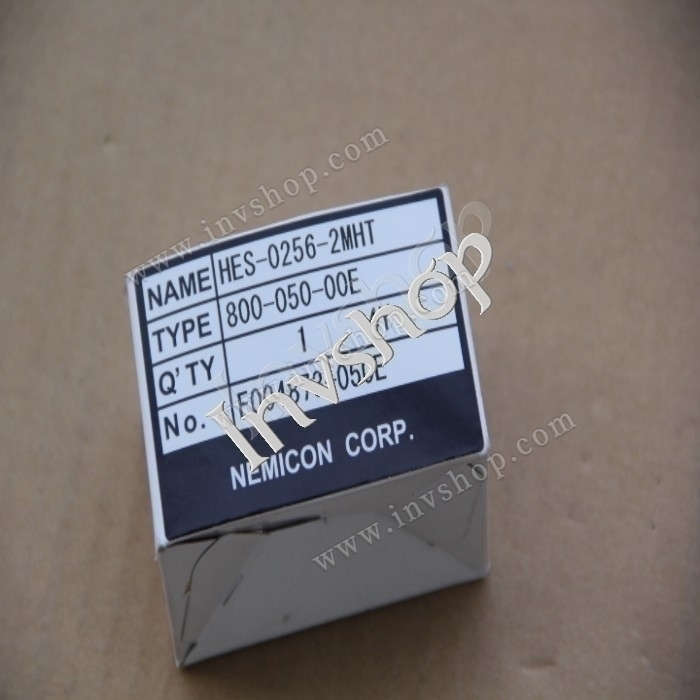 www.invshop.com
NAME HES-0256-2MHT
TYPE 800-050-00E
Q'TY 1
No.
NEMICON CORP.
Invshop
www.invshop.com